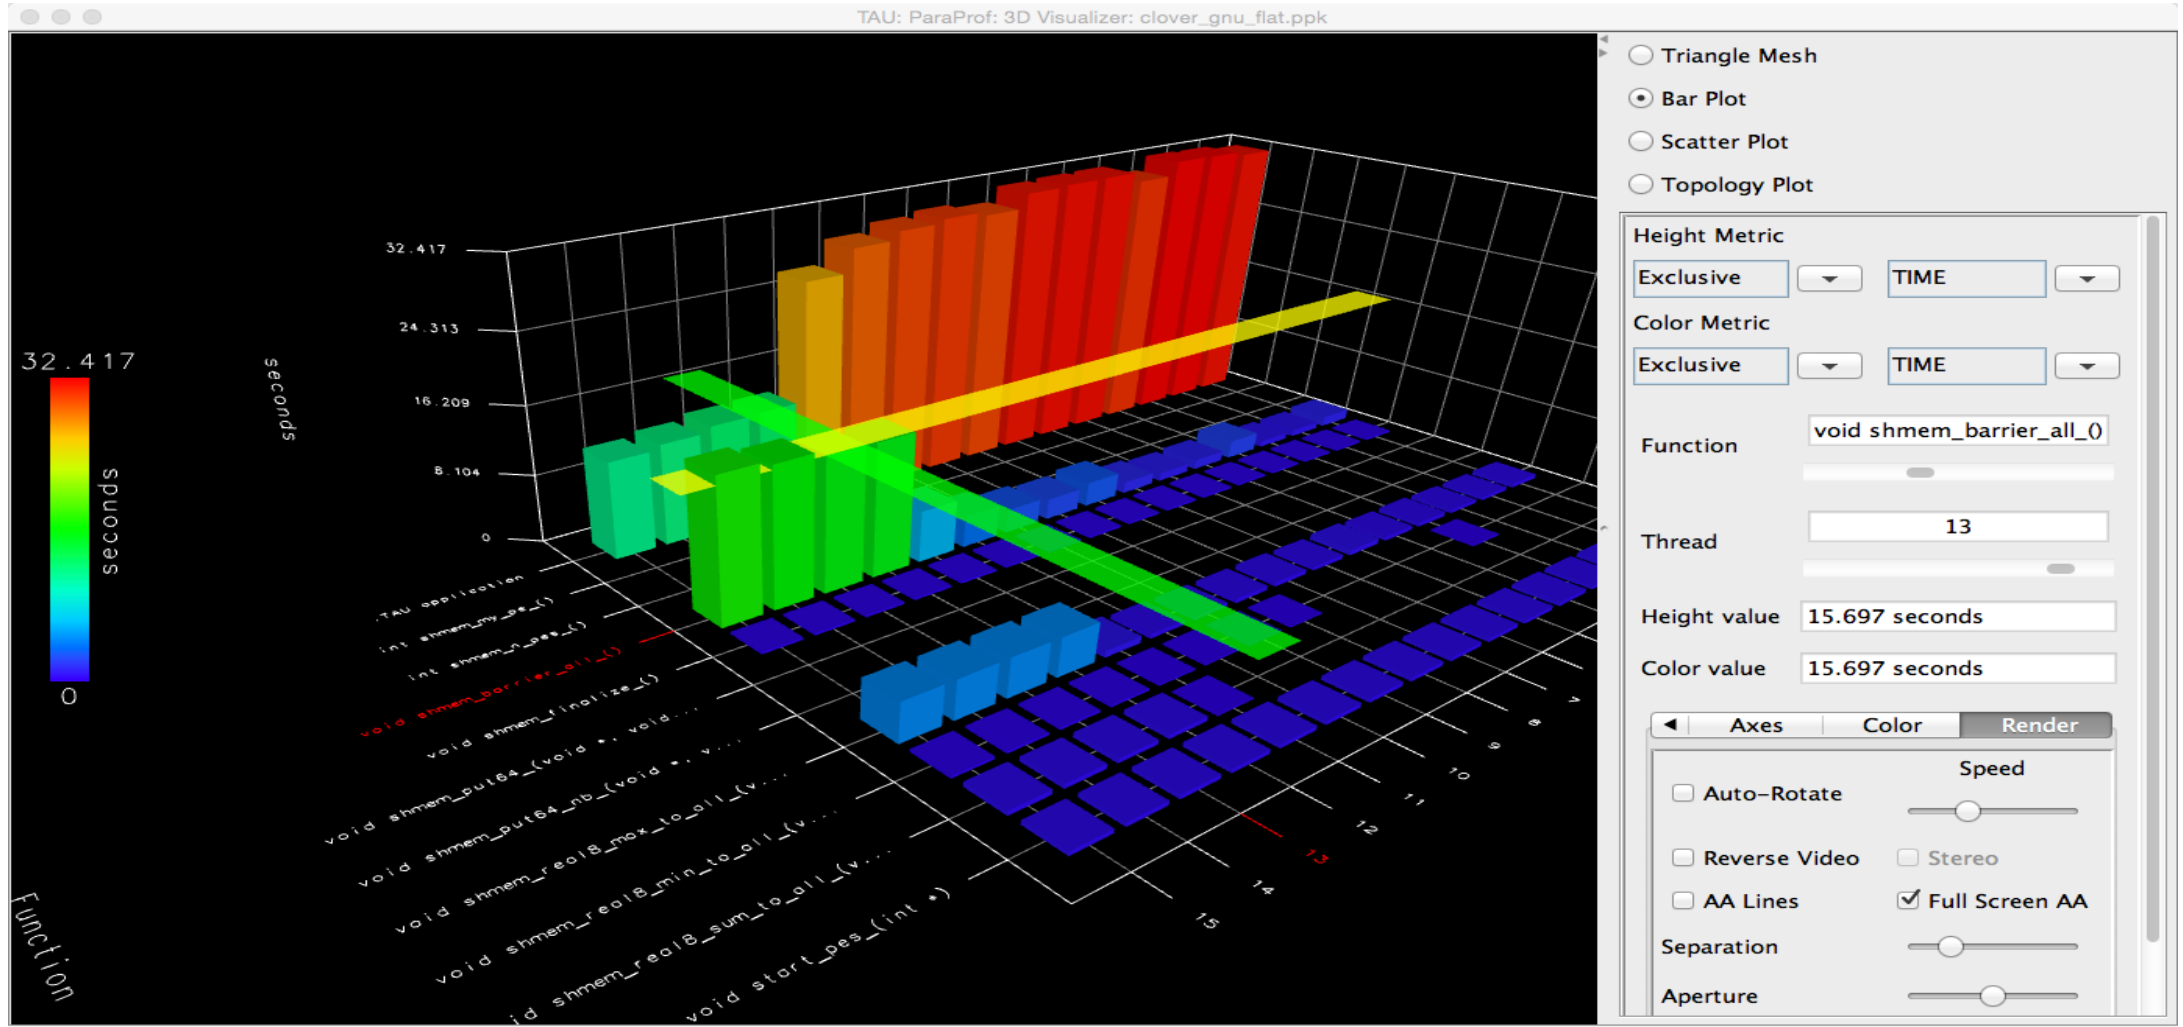 TAU: ParaProf: 3D Visualizer: clover_gnu_flat.ppk
32.417
24.313
16.209
8.104
0
seconds
32.417
seconds
0
.TAU application
int shmem_my_pe_()
int shmem_n_pes_()
void shmem_barrier_all_()
void shmem_finalize_()
void shmem_put64_(void *, void...
void shmem_put64_nb_(void *, v...
void shmem_real8_max_to_all_(v...
void shmem_real8_min_to_all_(v...
id shmem_real8_sum_to_all_(v...
void start_pes_(int *)
Function
7
8
9
10
11
12
13
14
15
Triangle Mesh
Bar Plot
Scatter Plot
Topology Plot
Height Metric
Exclusive TIME
Color Metric
Exclusive TIME
Function void shmem_barrier_all_()
Thread 13
Height value 15.697 seconds
Color value 15.697 seconds
Axes Color Render
Speed
Auto-Rotate
Reverse Video Stereo
AA Lines Full Screen AA
Separation
Aperture